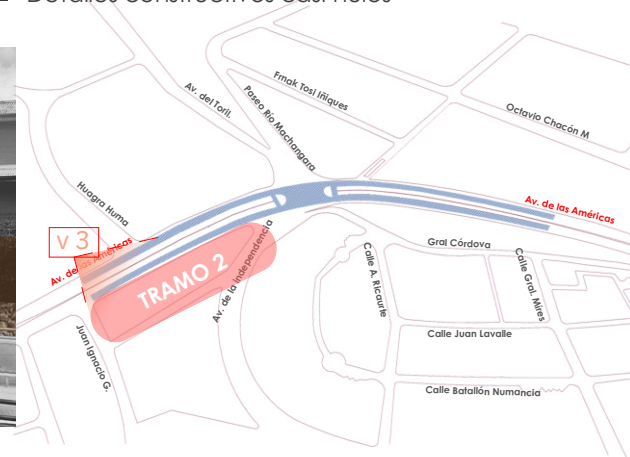 Detalles constructivos casi reles
Av. del Toril.
Frnak Tosi Iñiques
Paseo Río Machangara
Octavio Chacón M
Huagra Huma
Av. de las Américas
v 3
Av. de las Américas
Gral Córdova
TRAMO 2
Av. de la Independencia
Calle A. Ricaurte
Calle Gral. Mires
Juan Ignacio G.
Calle Juan Lavalle
Calle Batallón Numancia